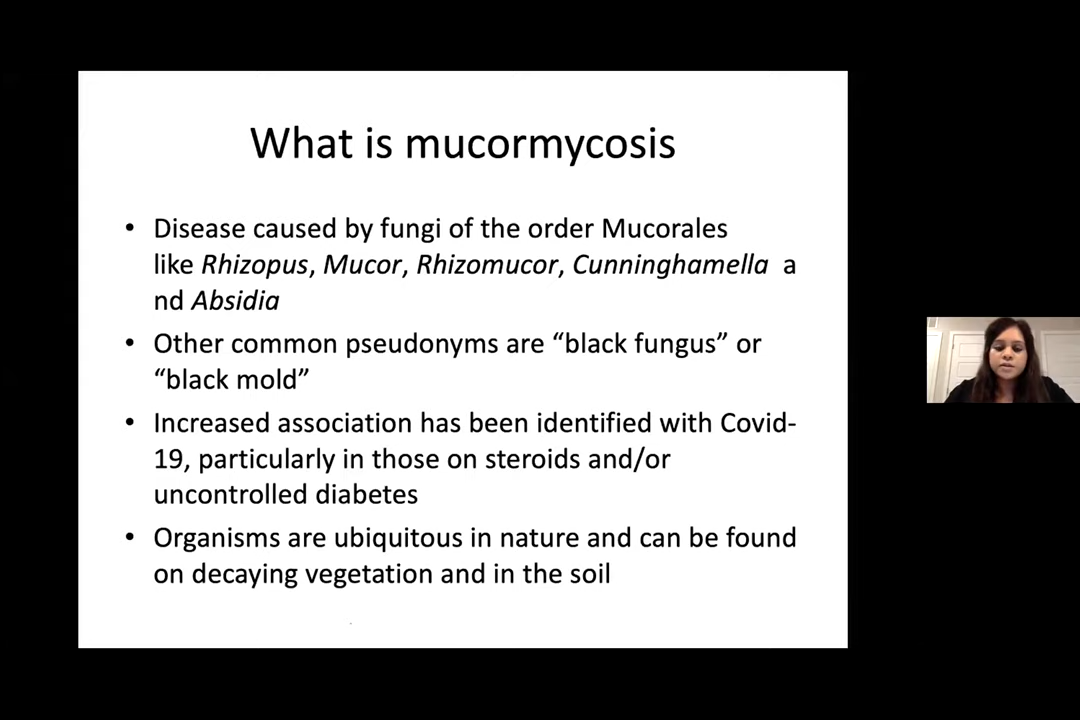 What is mucormycosis
• Disease caused by fungi of the order Mucorales
like Rhizopus, Mucor, Rhizomucor, Cunninghamella a
nd Absidia
• Other common pseudonyms are “black fungus” or
“black mold”
• Increased association has been identified with Covid-
19, particularly in those on steroids and/or
uncontrolled diabetes
• Organisms are ubiquitous in nature and can be found
on decaying vegetation and in the soil